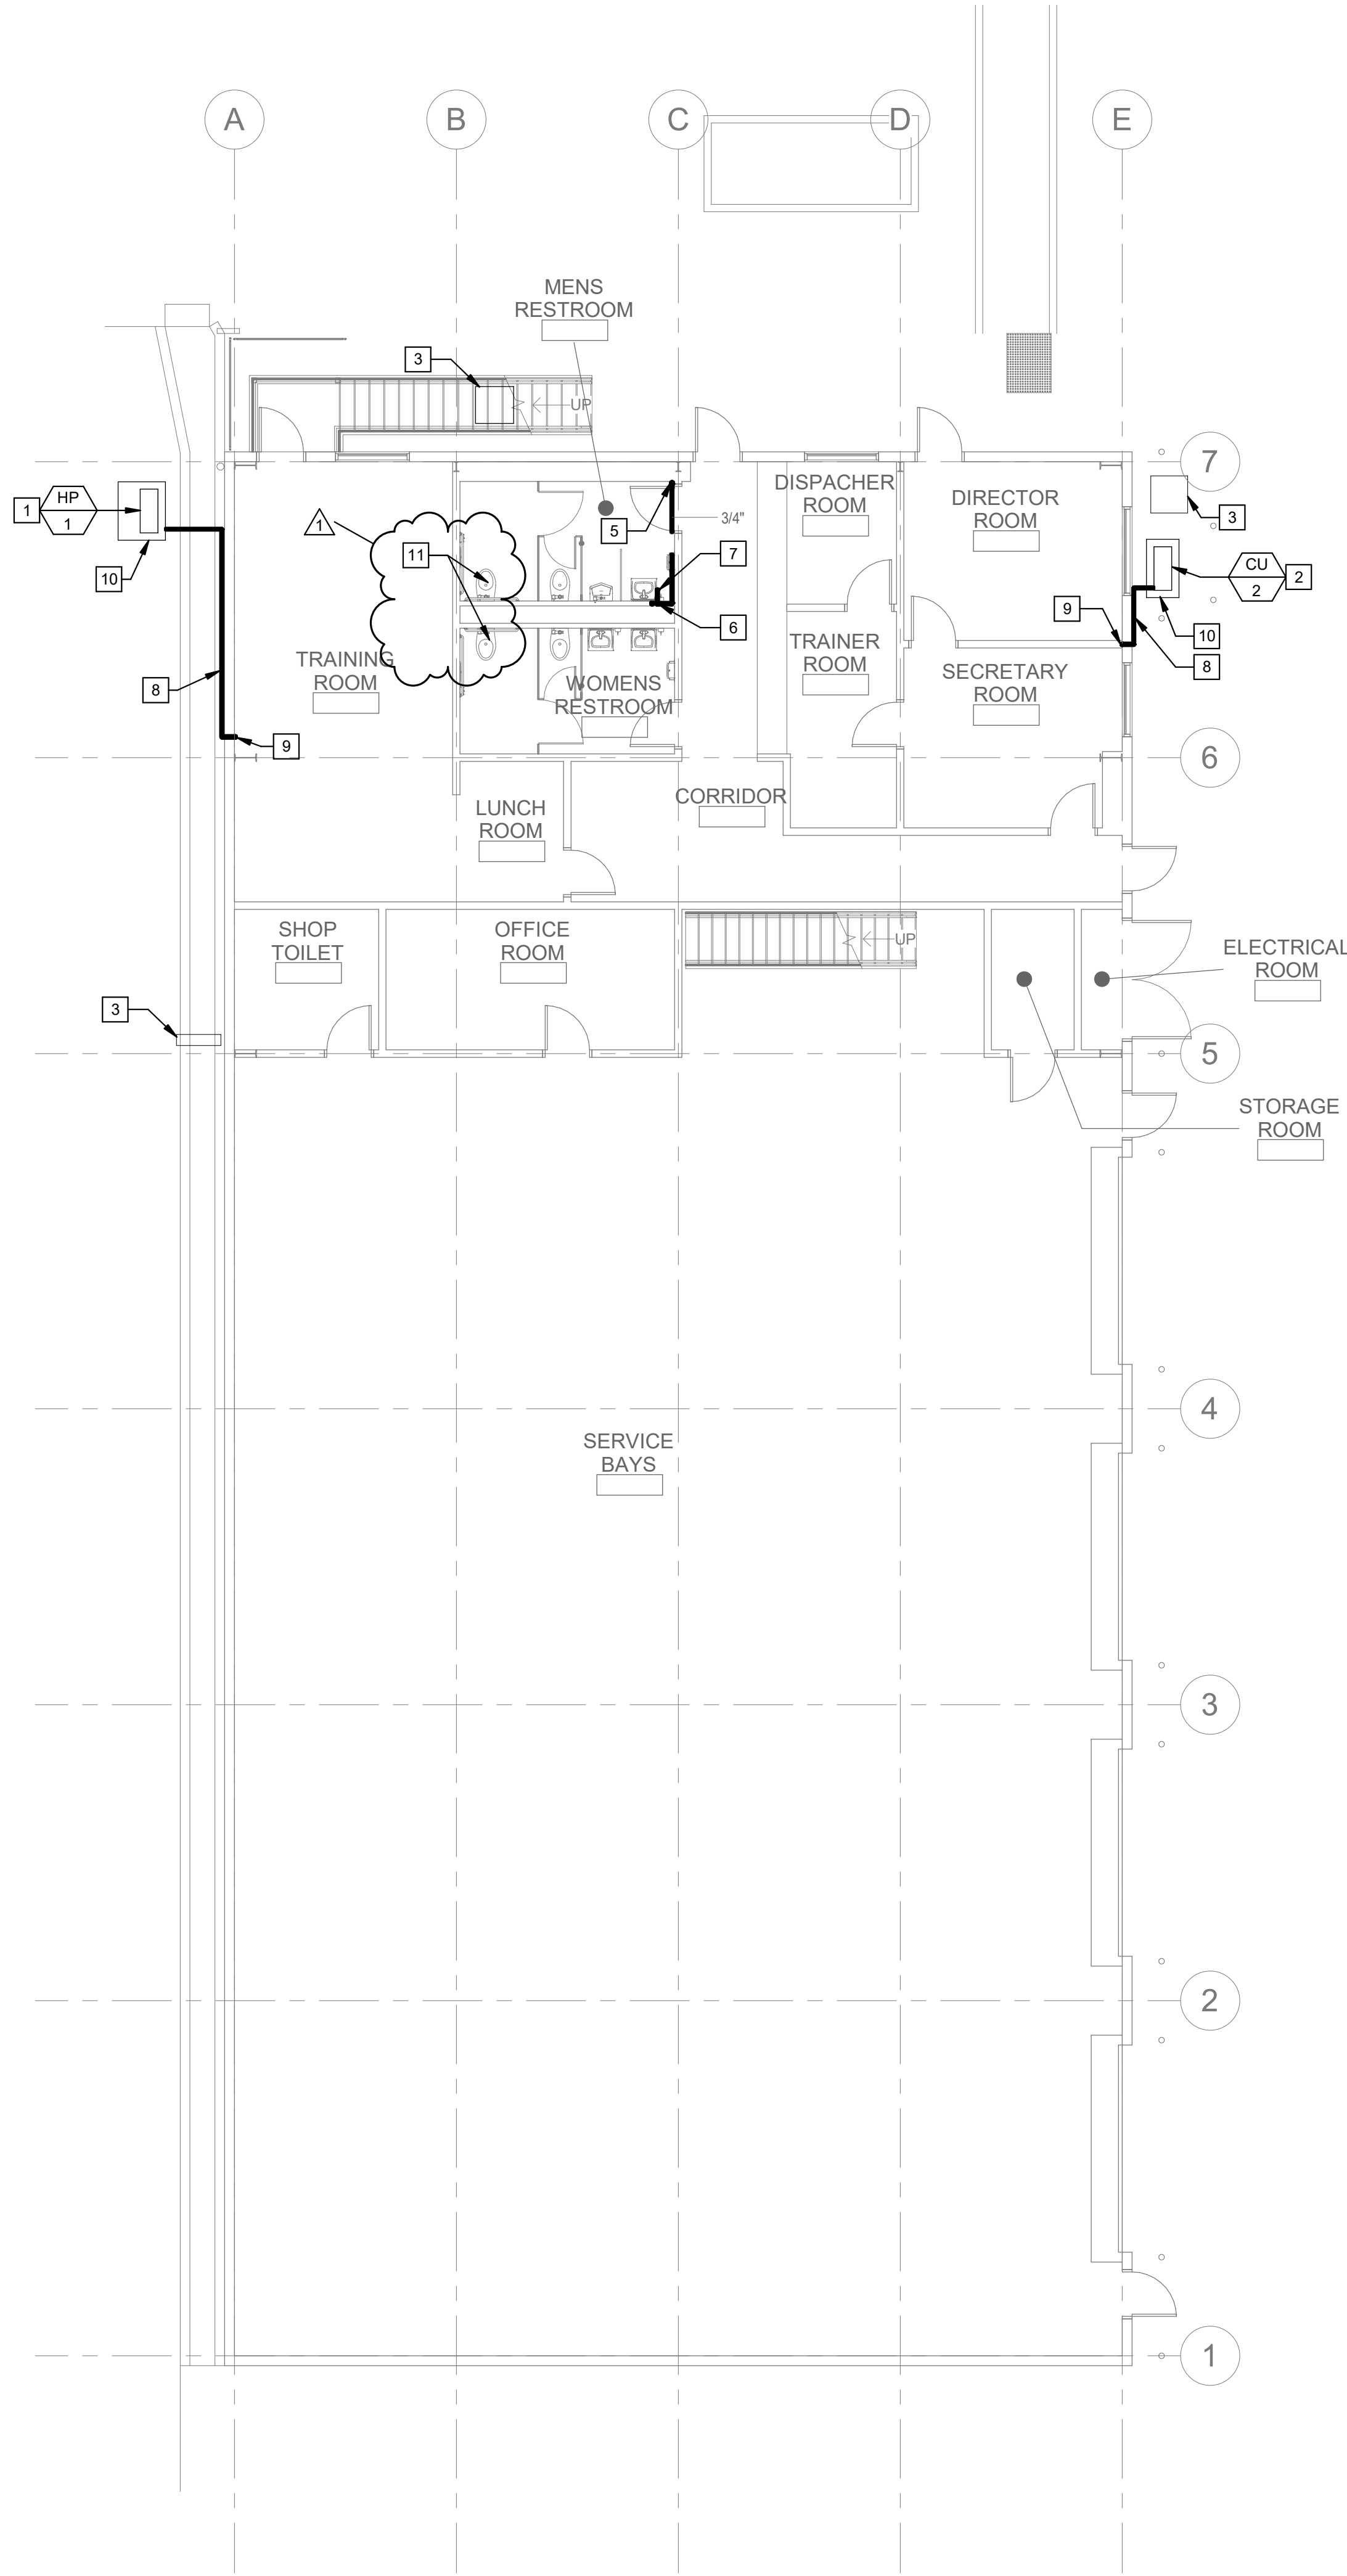 A
B
C
D
E
MENS
RESTROOM
3
UP
7
DISPACHER
ROOM
DIRECTOR
ROOM
1
HP
1
1
5
3/4"
3
11
7
10
CU
2
2
6
9
10
TRAINING
ROOM
TRAINER
ROOM
8
8
WOMENS
RESTROOM
SECRETARY
ROOM
9
6
LUNCH
ROOM
CORRIDOR
SHOP
TOILET
OFFICE
ROOM
UP
ELECTRICAL
ROOM
3
5
STORAGE
ROOM
4
SERVICE
BAYS
3
2
1